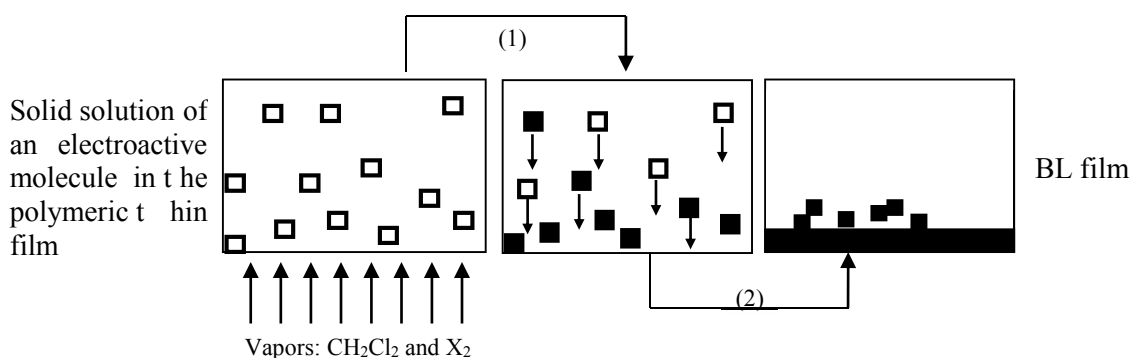 (1)
Solid solution of
an electroactive
molecule in t he
polymeric t hin
film
BL film
(2)
Vapors: CH₂Cl₂ and X₂